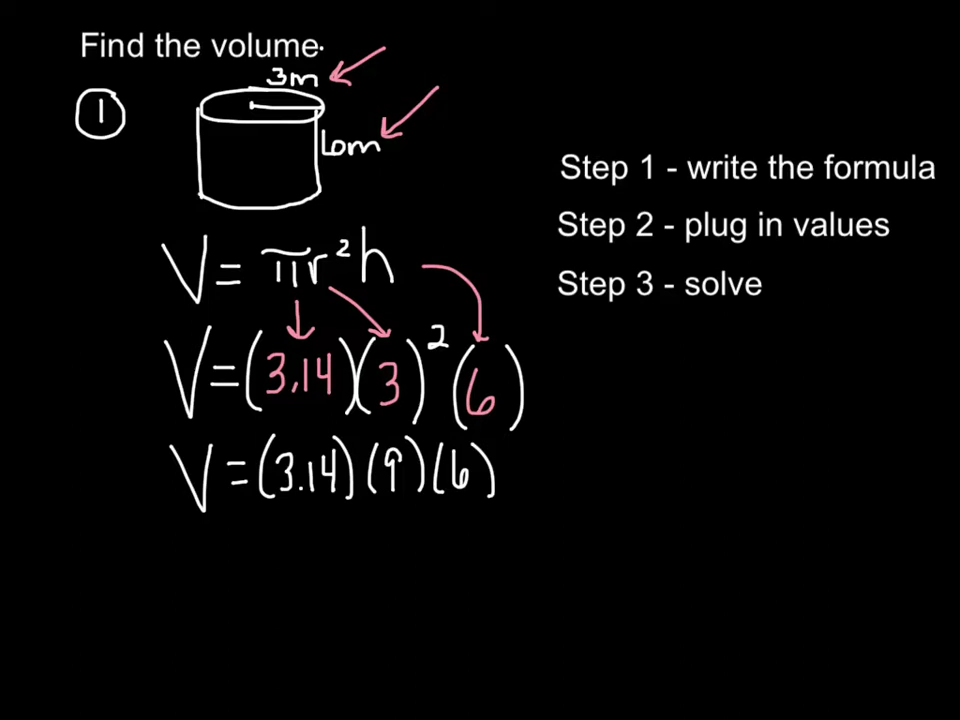 Find the volume.
3m
① 6m
Step 1 - write the formula
Step 2 - plug in values
Step 3 - solve
V = πr²h
V = (3.14)(3)²(6)
V = (3.14)(9)(6)